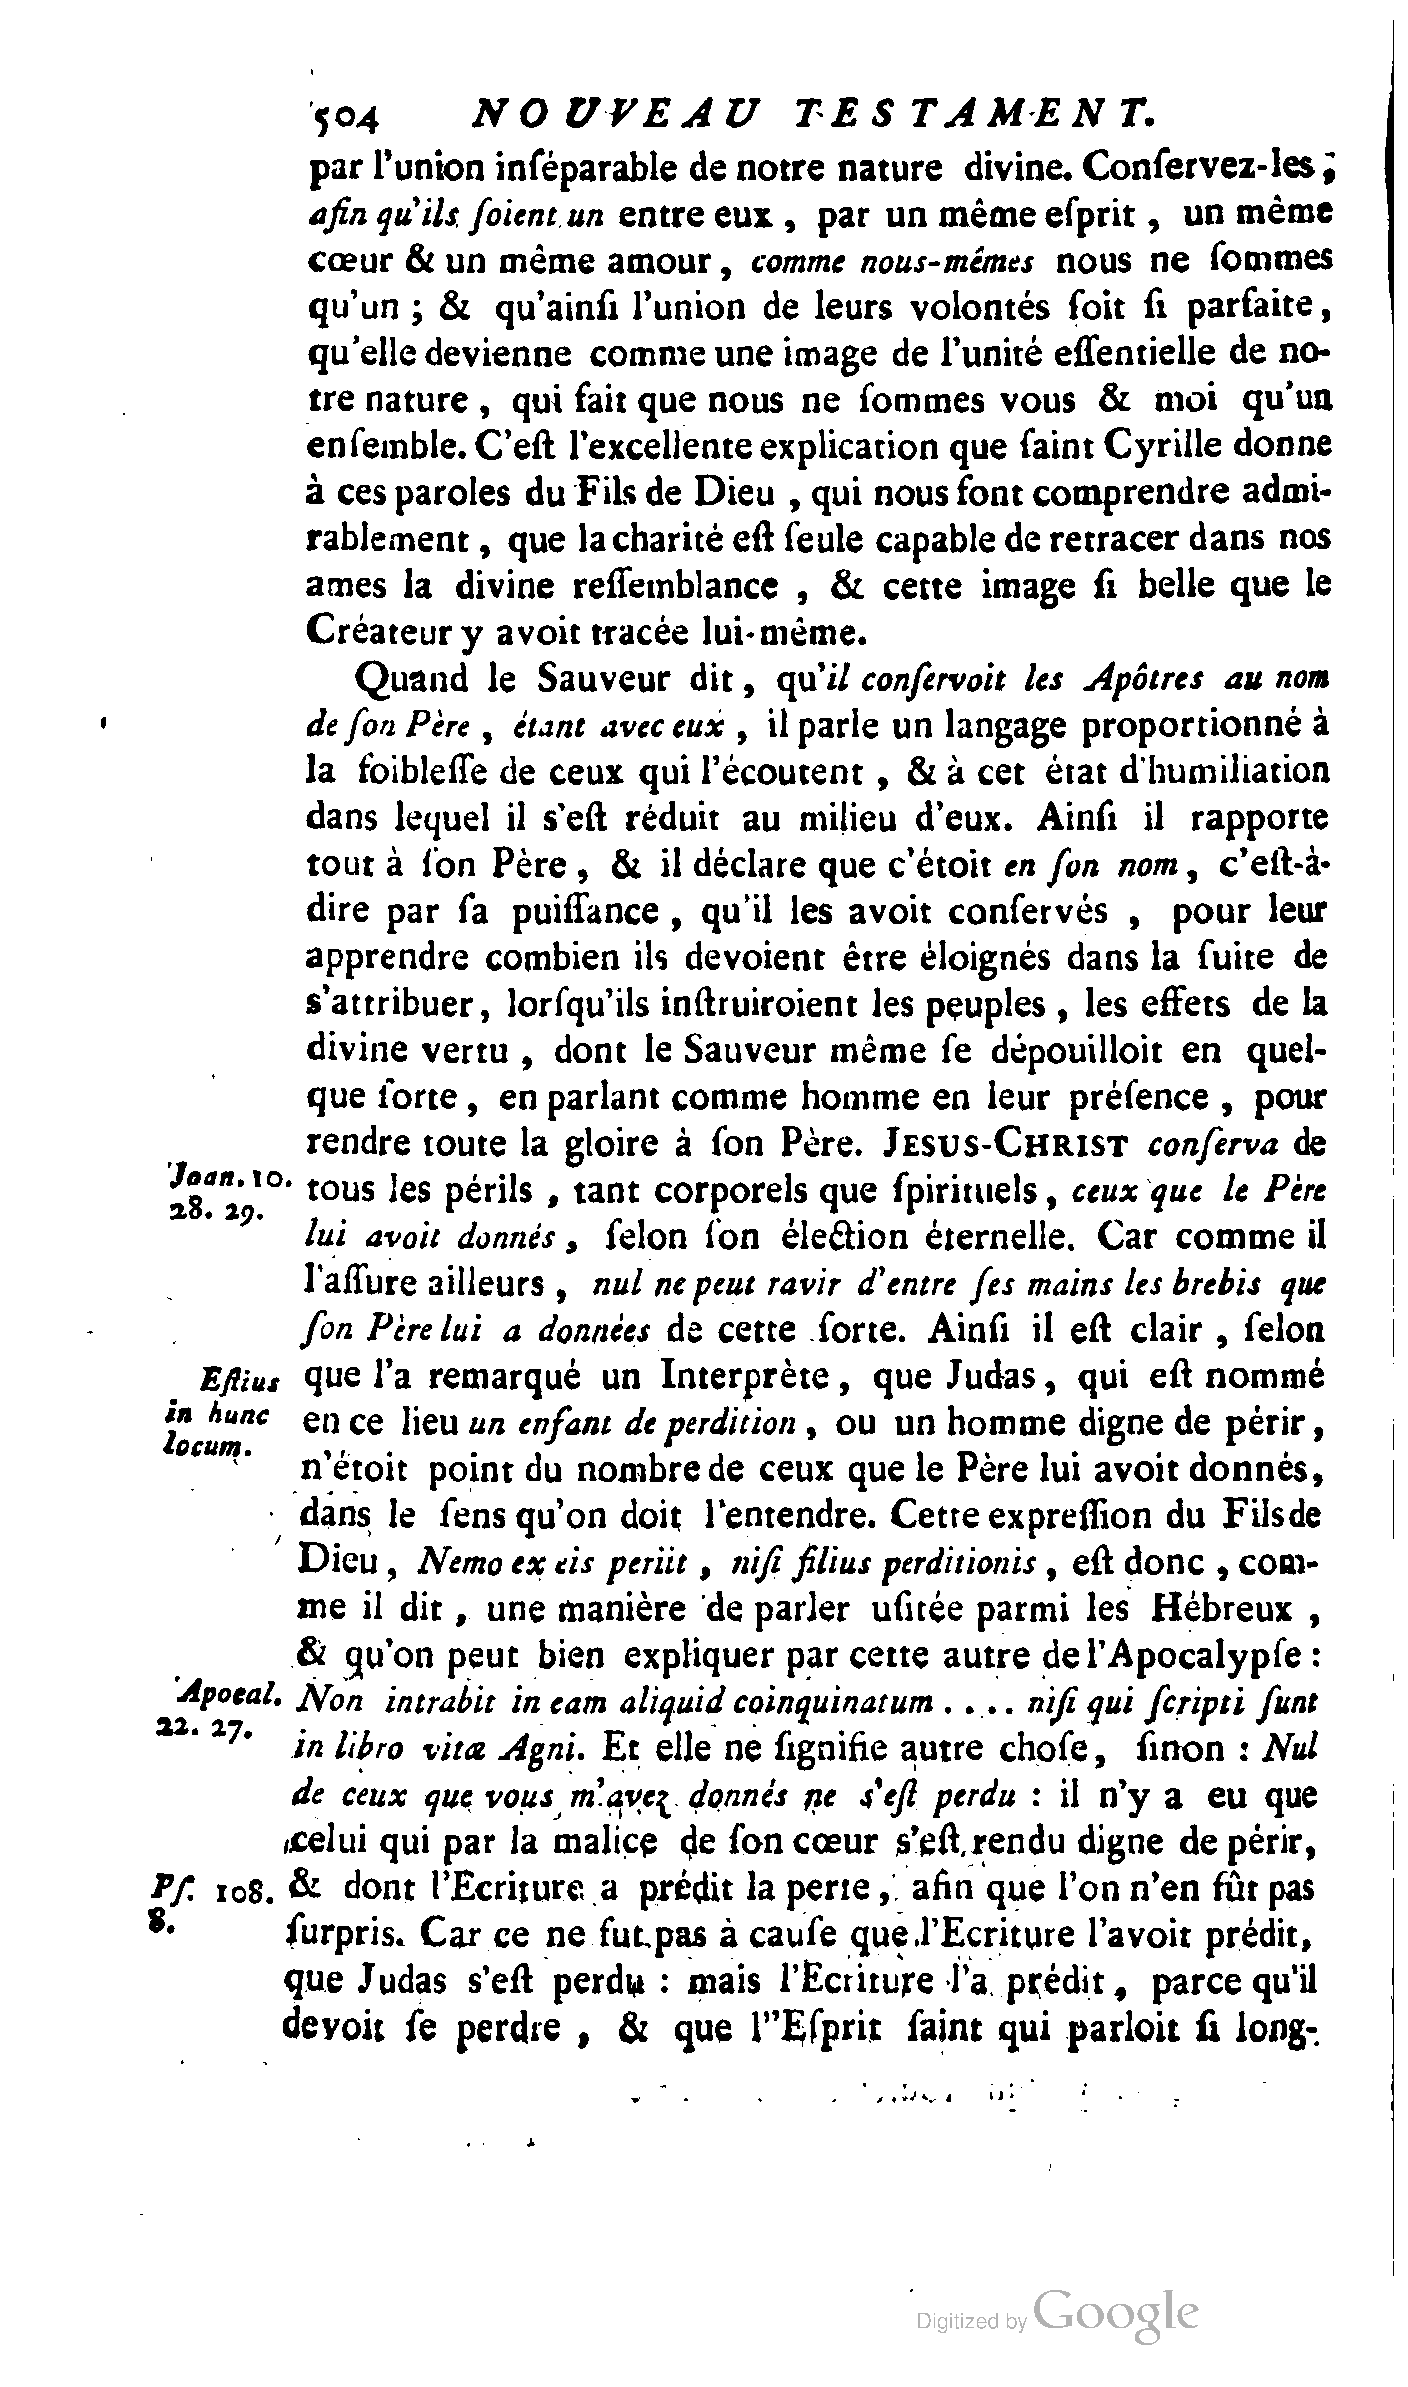 504 NOUVEAU TESTAMENT.
par l'union inſéparable de notre nature divine. Conſervez-les,
afin qu'ils ſoient un entre eux, par un même eſprit, un même
cœur & un même amour, comme nous-mêmes nous ne ſommes
qu'un ; & qu'ainſi l'union de leurs volontés ſoit ſi parfaite,
qu'elle devienne comme une image de l'unité eſſentielle de no-
tre nature, qui fait que nous ne ſommes vous & moi qu'un
enſemble. C'eſt l'excellente explication que ſaint Cyrille donne
à ces paroles du Fils de Dieu, qui nous font comprendre admi-
rablement, que la charité eſt ſeule capable de retracer dans nos
ames la divine reſſemblance, & cette image ſi belle que le
Créateur y avoit tracée lui-même.
Quand le Sauveur dit, qu'il conſervoit les Apôtres au nom
de ſon Père, étant avec eux, il parle un langage proportionné à
la foibleſſe de ceux qui l'écoutent, & à cet état d'humiliation
dans lequel il s'eſt réduit au milieu d'eux. Ainſi il rapporte
tout à ſon Père, & il déclare que c'étoit en ſon nom, c'eſt-à-
dire par ſa puiſſance, qu'il les avoit conſervés, pour leur
apprendre combien ils devoient être éloignés dans la ſuite de
s'attribuer, lorſqu'ils inſtruiroient les peuples, les effets de la
divine vertu, dont le Sauveur même ſe dépouilloit en quel-
que ſorte, en parlant comme homme en leur préſence, pour
rendre toute la gloire à ſon Père. JESUS-CHRIST conſerva de
Joan. 10.
28. 29.
tous les périls, tant corporels que ſpirituels, ceux que le Père
lui avoit donnés, ſelon ſon élection éternelle. Car comme il
l'aſſure ailleurs, nul ne peut ravir d'entre ſes mains les brebis que
ſon Père lui a données de cette ſorte. Ainſi il eſt clair, ſelon
Eſtius
in hunc
locum.
que l'a remarqué un Interprète, que Judas, qui eſt nommé
en ce lieu un enfant de perdition, ou un homme digne de périr,
n'étoit point du nombre de ceux que le Père lui avoit donnés,
dans le ſens qu'on doit l'entendre. Cette expreſſion du Fils de
Dieu, Nemo ex eis periit, niſi filius perditionis, eſt donc, com-
me il dit, une manière de parler uſitée parmi les Hébreux,
& qu'on peut bien expliquer par cette autre de l'Apocalypſe :
Apocal.
22. 27.
Non intrabit in eam aliquid coinquinatum ..... niſi qui ſcripti ſunt
in libro vitæ Agni. Et elle ne ſignifie autre choſe, ſinon : Nul
de ceux que vous m'avez donnés ne s'eſt perdu : il n'y a eu que
celui qui par la malice de ſon cœur s'eſt rendu digne de périr,
Pſ. 108.
8.
& dont l'Ecriture a prédit la perte, afin que l'on n'en fût pas
ſurpris. Car ce ne fut pas à cauſe que l'Ecriture l'avoit prédit,
que Judas s'eſt perdu : mais l'Ecriture l'a prédit, parce qu'il
devoit ſe perdre, & que l''Eſprit ſaint qui parloit ſi long-
Digitized by Google